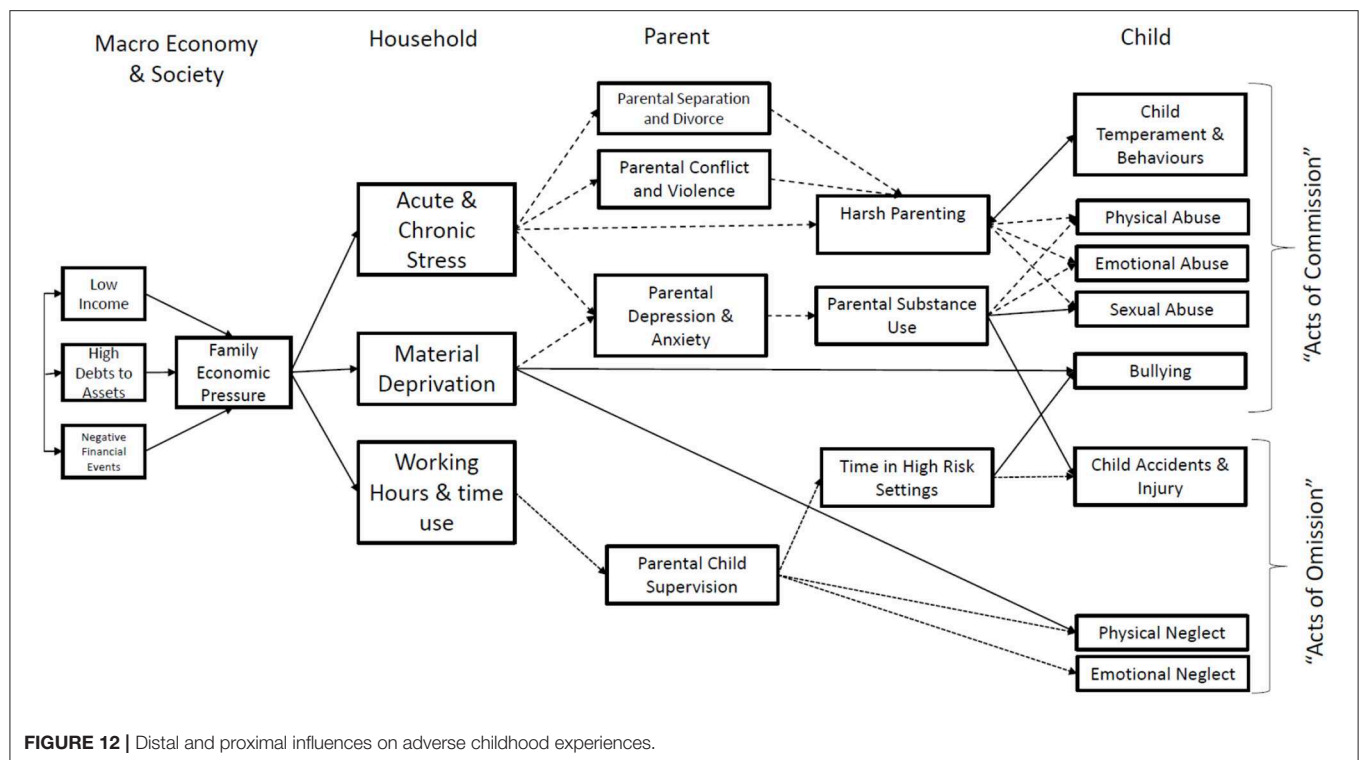 Macro Economy
& Society
Household
Parent
Child
Low
Income
High
Debts to
Assets
Negative
Financial
Events
Family
Economic
Pressure
Acute &
Chronic
Stress
Material
Deprivation
Working
Hours & time
use
Parental Separation
and Divorce
Parental Conflict
and Violence
Parental
Depression &
Anxiety
Parental Child
Supervision
Harsh Parenting
Parental Substance
Use
Time in High Risk
Settings
Child
Temperament &
Behaviours
Physical Abuse
Emotional Abuse
Sexual Abuse
Bullying
Child Accidents &
Injury
Physical Neglect
Emotional Neglect
"Acts of Commission"
"Acts of Omission"
FIGURE 12 | Distal and proximal influences on adverse childhood experiences.